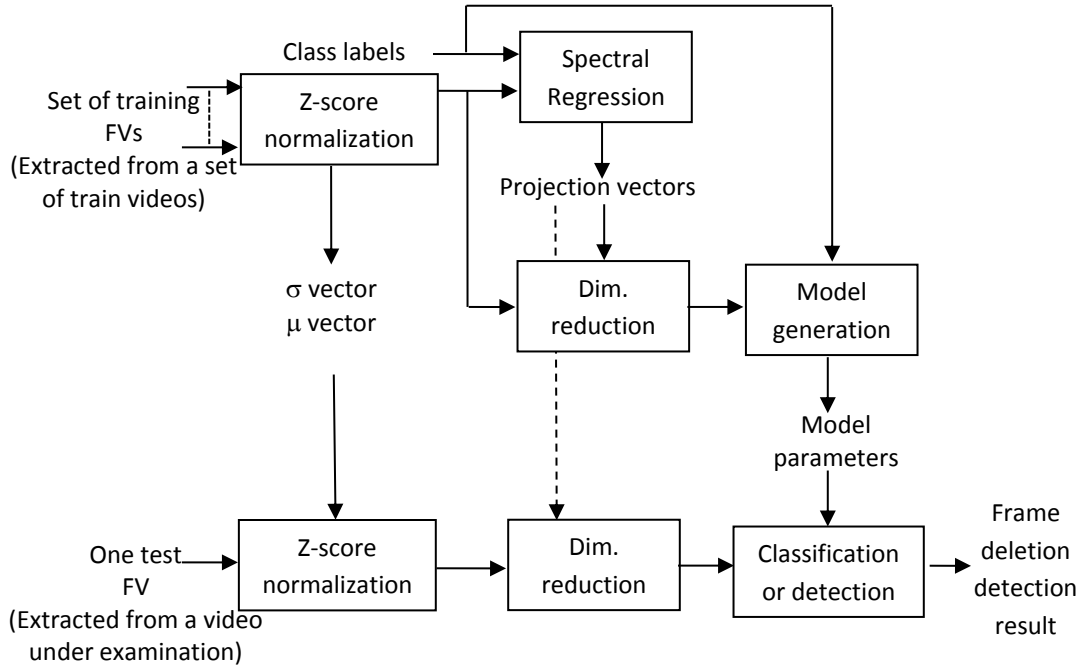 Class labels
Spectral
Regression
Set of training
FVs
(Extracted from a set
of train videos)
Z-score
normalization
Projection vectors
σ vector
μ vector
Dim.
reduction
Model
generation
Model
parameters
One test
FV
(Extracted from a video
under examination)
Z-score
normalization
Dim.
reduction
Classification
or detection
Frame
deletion
detection
result